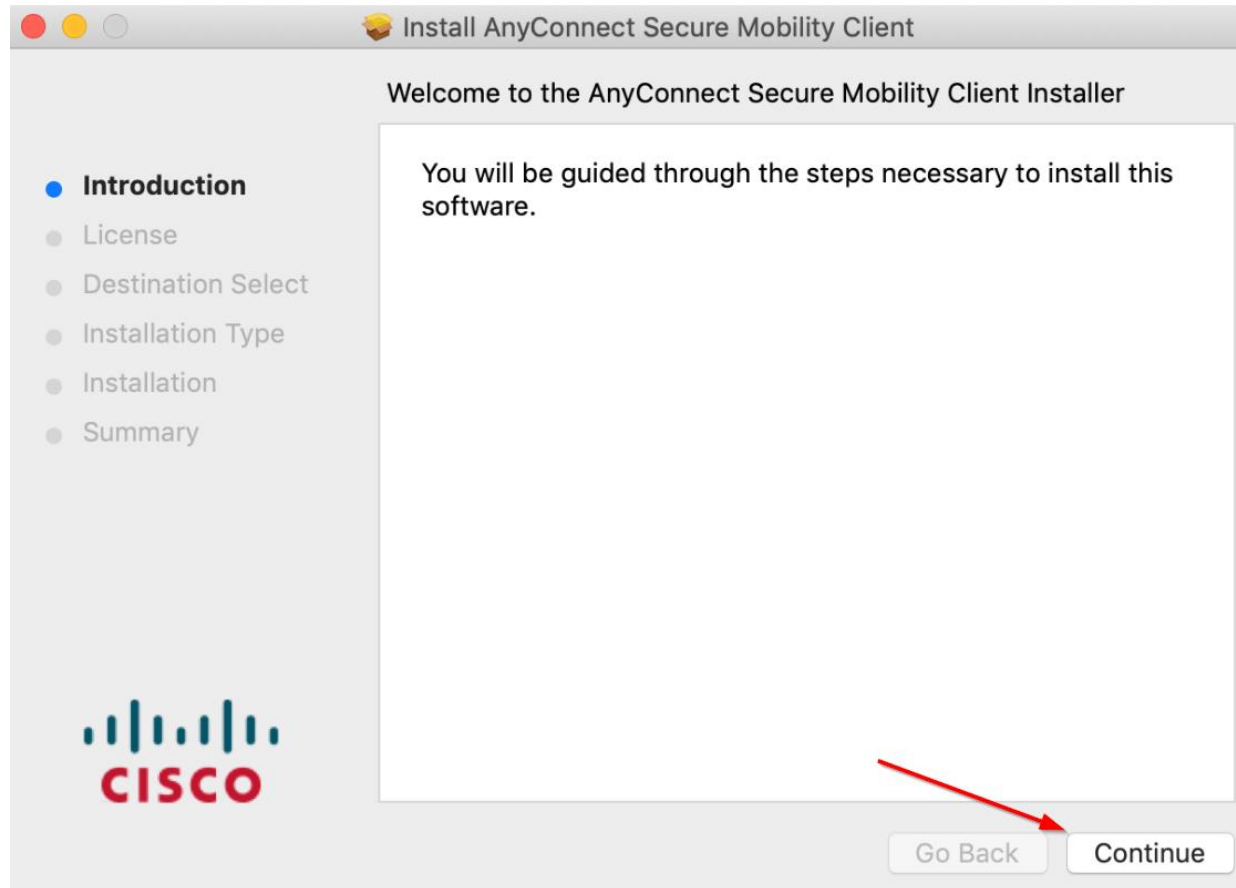 Install AnyConnect Secure Mobility Client
Welcome to the AnyConnect Secure Mobility Client Installer
Introduction
License
Destination Select
Installation Type
Installation
Summary
You will be guided through the steps necessary to install this
software.
CISCO
Go Back
Continue